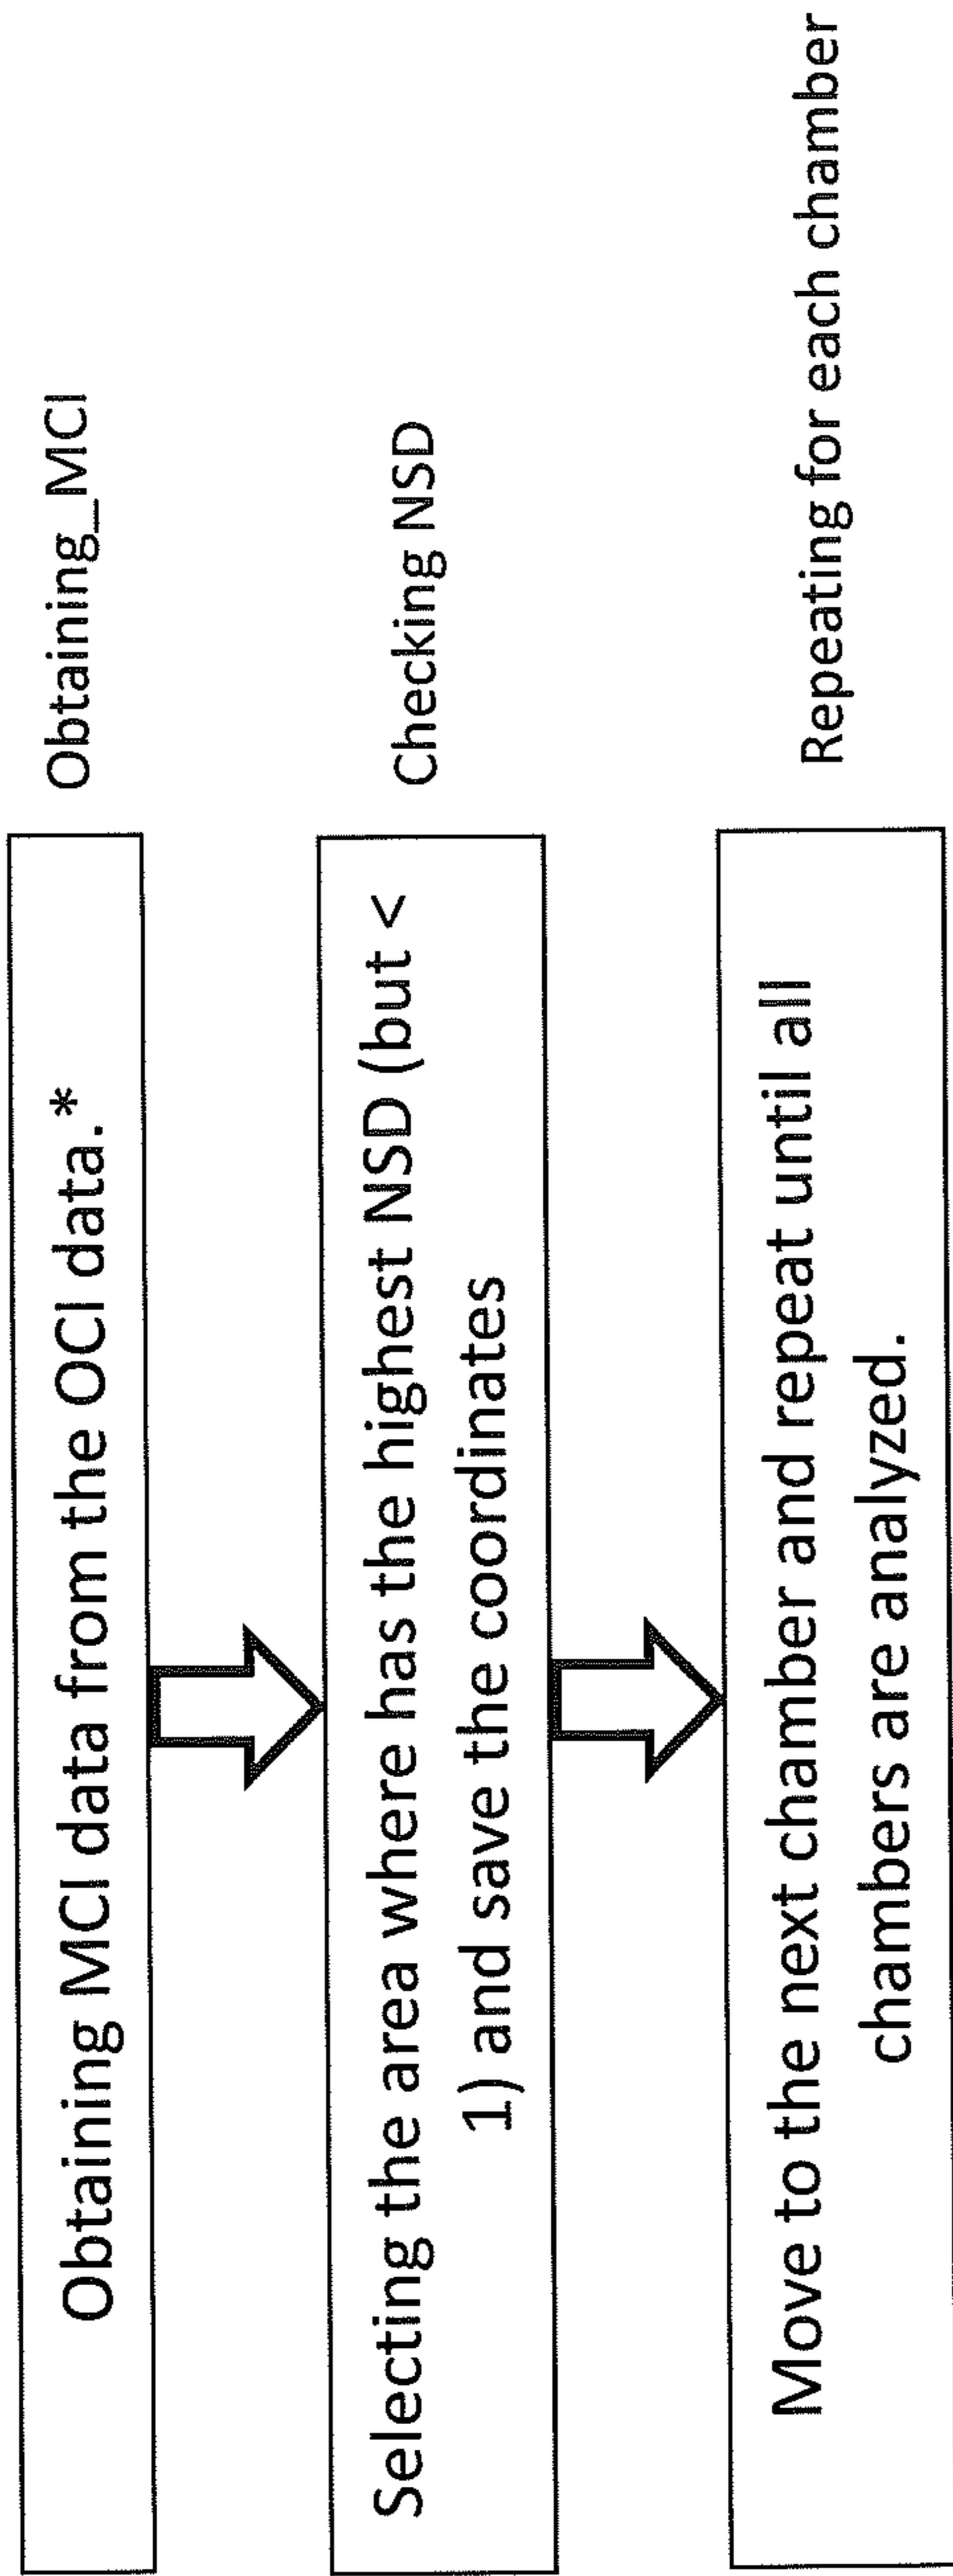 Obtaining MCI data from the OCI data.*
Obtaining_MCI
Selecting the area where has the highest NSD (but <
1) and save the coordinates
Checking NSD
Move to the next chamber and repeat until all
chambers are analyzed.
Repeating for each chamber